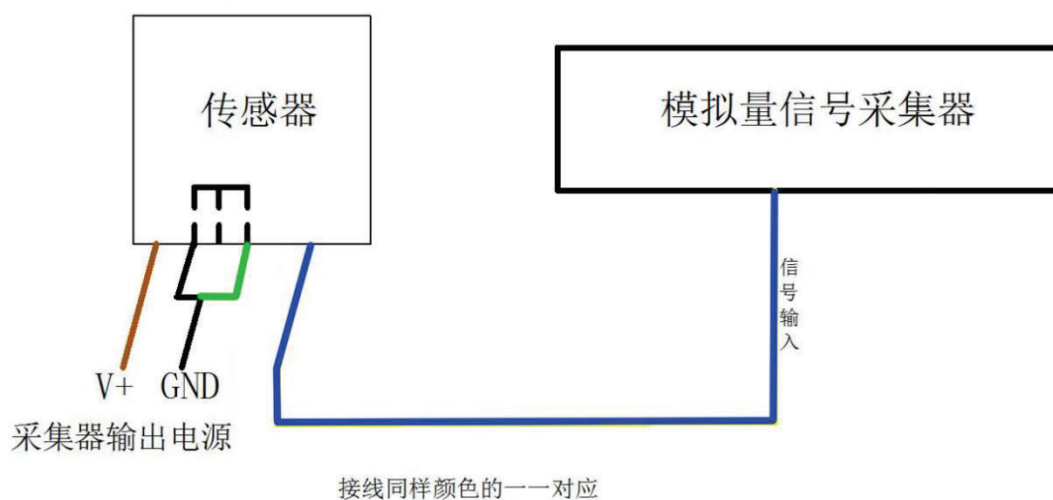 传感器
模拟量信号采集器
信号输入
V+ GND
采集器输出电源
接线同样颜色的一一对应